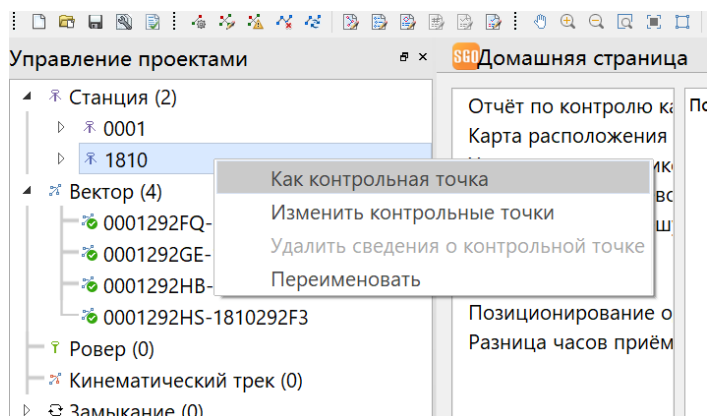 Управление проектами
SGO Домашняя страница
Станция (2)
0001
1810
Вектор (4)
0001292FQ-
0001292GE-
0001292HB-
0001292HS-1810292F3
Ровер (0)
Кинематический трек (0)
Замыкание (0)
Как контрольная точка
Изменить контрольные точки
Удалить сведения о контрольной точке
Переименовать
Отчёт по контролю ка
Карта расположения
Позиционирование о
Разница часов приём
По